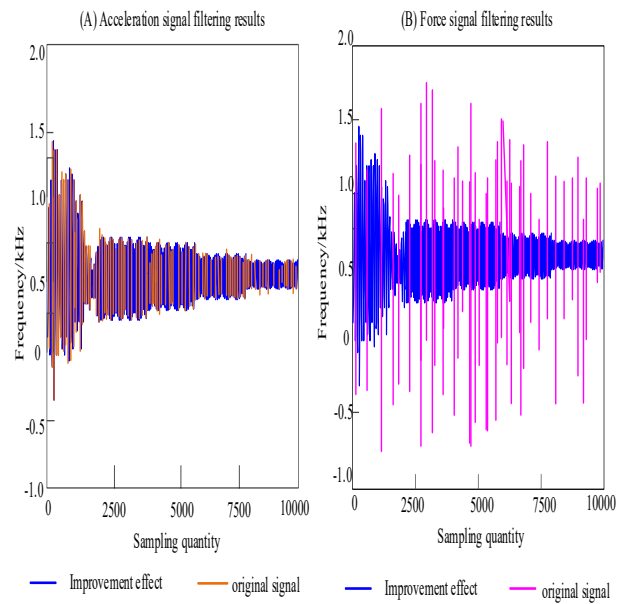 (A) Acceleration signal filtering results
(B) Force signal filtering results
Frequency/kHz
2.0
1.5
1.0
0.5
0
-0.5
-1.0
0
2500
5000
7500
10000
Sampling quantity
Improvement effect
original signal
Frequency/kHz
2.0
1.5
1.0
0.5
0
-0.5
-1.0
0
2500
5000
7500
10000
Sampling quantity
Improvement effect
original signal